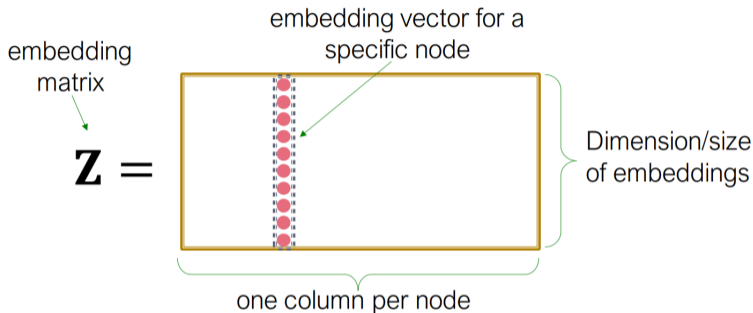 embedding vector for a
specific node
embedding
matrix
Z =
Dimension/size
of embeddings
one column per node